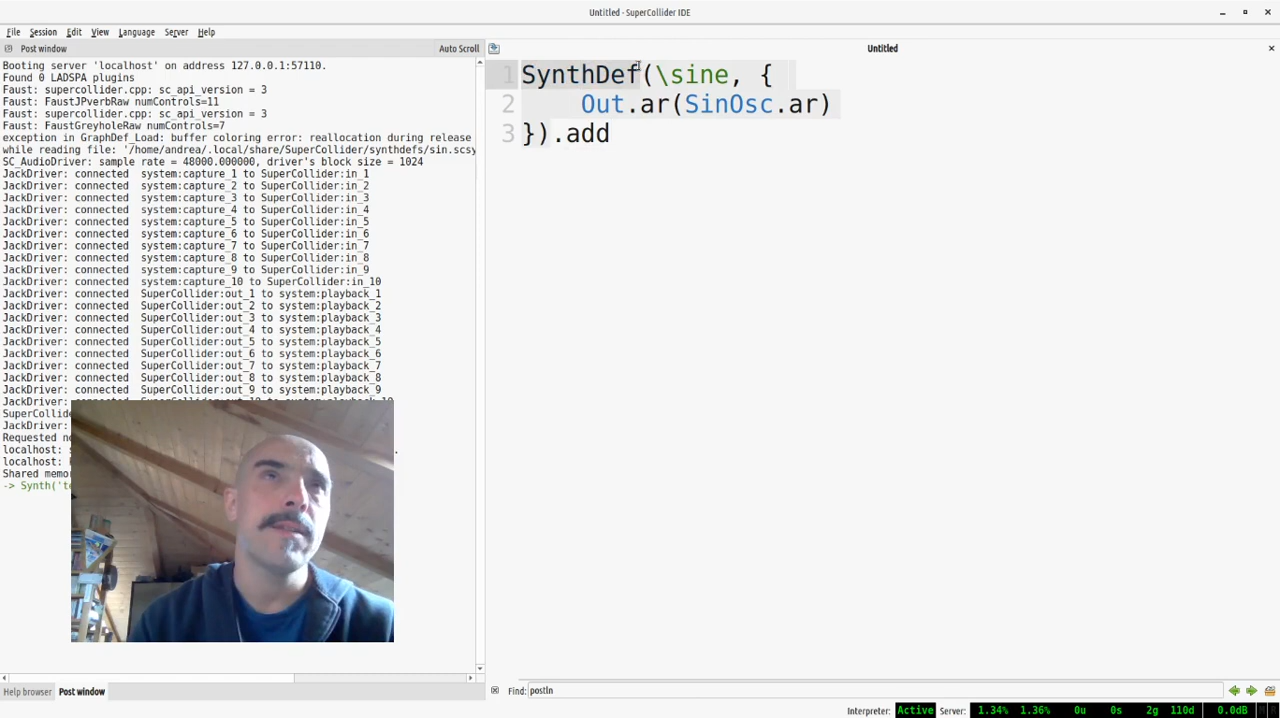 Untitled - SuperCollider IDE
File Session Edit View Language Server Help
Post window
Auto Scroll
Untitled
Booting server 'localhost' on address 127.0.0.1:57110.
Found 0 LADSPA plugins
Faust: supercollider.cpp: sc_api_version = 3
Faust: FaustJPverbRaw numControls=11
Faust: supercollider.cpp: sc_api_version = 3
Faust: FaustGreyholeRaw numControls=7
exception in GraphDef_Load: buffer coloring error: reallocation during release
while reading file: '/home/andrea/.local/share/SuperCollider/synthdefs/sin.scsy
SC_AudioDriver: sample rate = 48000.000000, driver's block size = 1024
JackDriver: connected  system:capture_1 to SuperCollider:in_1
JackDriver: connected  system:capture_2 to SuperCollider:in_2
JackDriver: connected  system:capture_3 to SuperCollider:in_3
JackDriver: connected  system:capture_4 to SuperCollider:in_4
JackDriver: connected  system:capture_5 to SuperCollider:in_5
JackDriver: connected  system:capture_6 to SuperCollider:in_6
JackDriver: connected  system:capture_7 to SuperCollider:in_7
JackDriver: connected  system:capture_8 to SuperCollider:in_8
JackDriver: connected  system:capture_9 to SuperCollider:in_9
JackDriver: connected  system:capture_10 to SuperCollider:in_10
JackDriver: connected  SuperCollider:out_1 to system:playback_1
JackDriver: connected  SuperCollider:out_2 to system:playback_2
JackDriver: connected  SuperCollider:out_3 to system:playback_3
JackDriver: connected  SuperCollider:out_4 to system:playback_4
JackDriver: connected  SuperCollider:out_5 to system:playback_5
JackDriver: connected  SuperCollider:out_6 to system:playback_6
JackDriver: connected  SuperCollider:out_7 to system:playback_7
JackDriver: connected  SuperCollider:out_8 to system:playback_8
JackDriver: connected  SuperCollider:out_9 to system:playback_9
JackDriver: connected  SuperCollider:out_10 to system:playback_10
SuperCollide
JackDriver:
Requested no
localhost:
localhost:
Shared memo
-> Synth('te
1 SynthDef(\sine, {
2 Out.ar(SinOsc.ar)
3 }).add
Find: postln
Help browser Post window
Interpreter: Active Server: 1.34% 1.36% 0u 0s 2g 110d 0.0dB